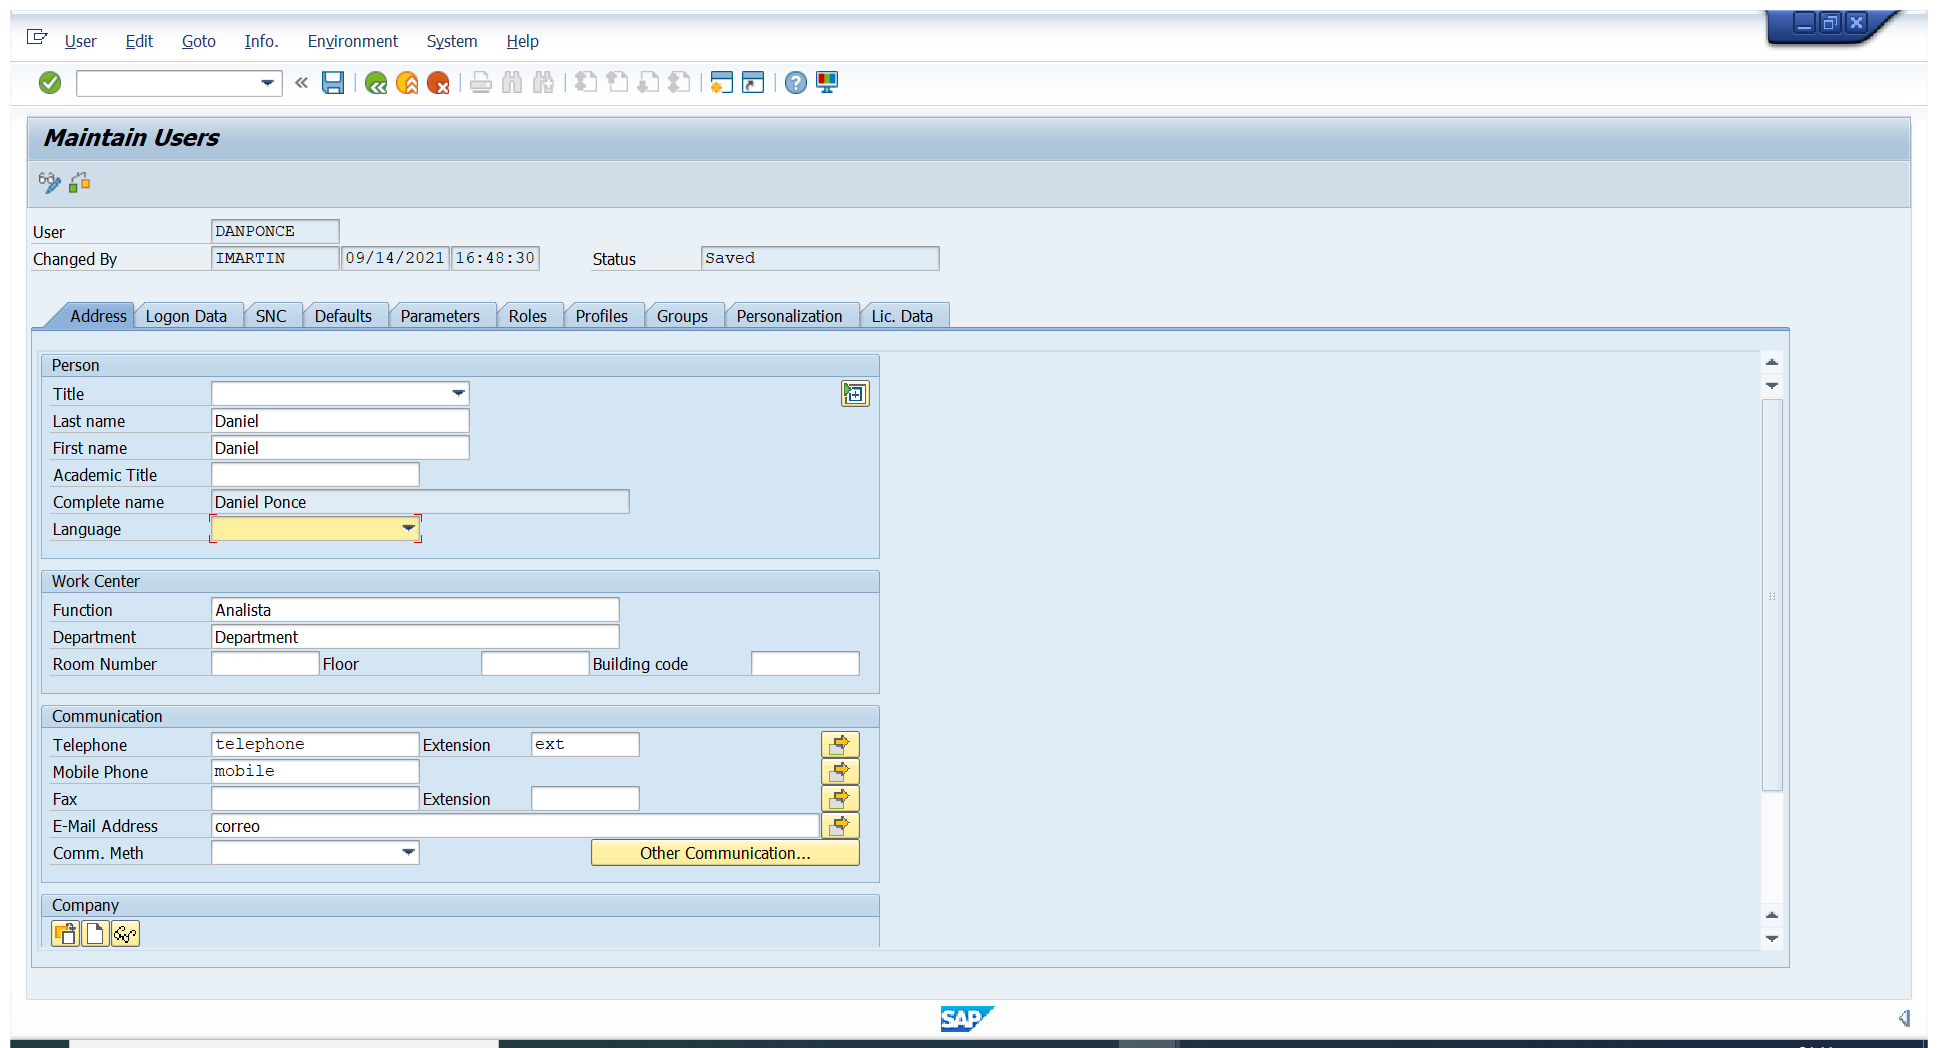 User Edit Goto Info. Environment System Help
Maintain Users
User DANPONCE
Changed By IMARTIN 09/14/2021 16:48:30 Status Saved
Address Logon Data SNC Defaults Parameters Roles Profiles Groups Personalization Lic. Data
Person
Title
Last name Daniel
First name Daniel
Academic Title
Complete name Daniel Ponce
Language
Work Center
Function Analista
Department Department
Room Number Floor Building code
Communication
Telephone telephone Extension ext
Mobile Phone mobile
Fax Extension
E-Mail Address correo
Comm. Meth Other Communication...
Company
SAP